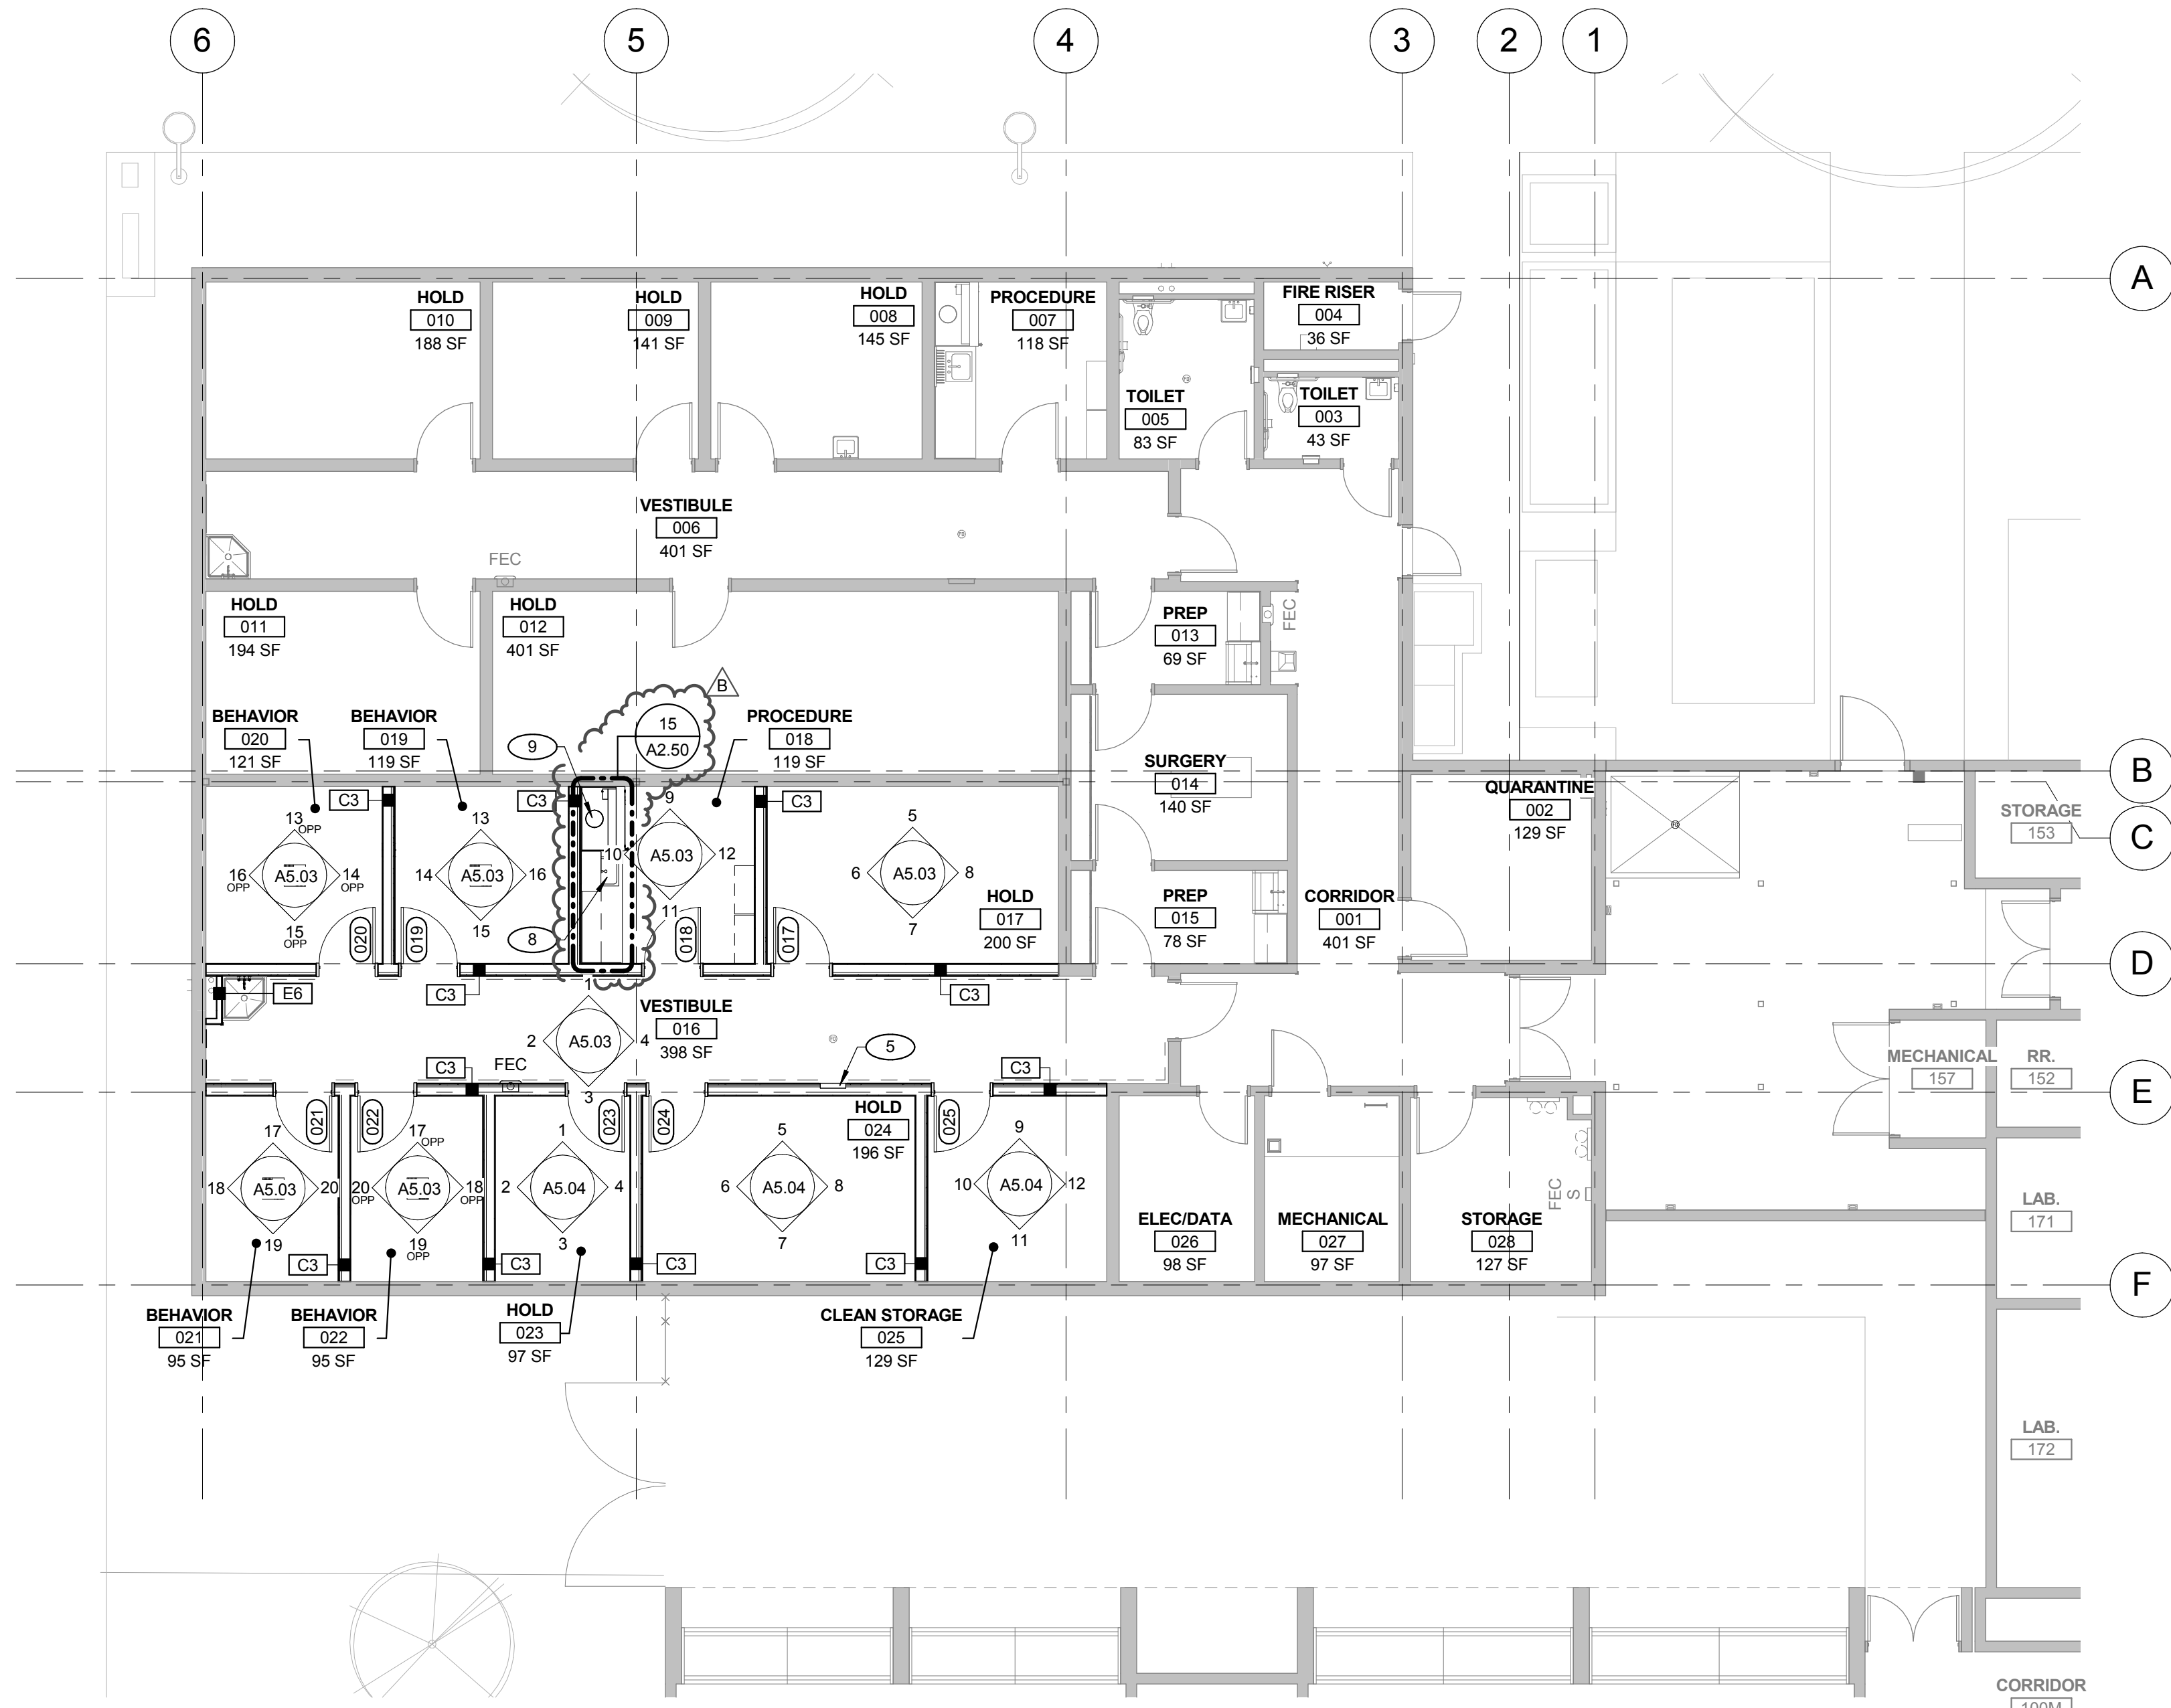 6
5
4
3
2
1
A
HOLD
010
188 SF
HOLD
009
141 SF
HOLD
008
145 SF
PROCEDURE
007
118 SF
FIRE RISER
004
36 SF
TOILET
005
83 SF
TOILET
003
43 SF
VESTIBULE
006
401 SF
FEC
HOLD
011
194 SF
HOLD
012
401 SF
PREP
013
69 SF
FEC
B
15
A2.50
9
BEHAVIOR
020
121 SF
BEHAVIOR
019
119 SF
PROCEDURE
018
119 SF
SURGERY
014
140 SF
QUARANTINE
002
129 SF
B
STORAGE
153
C
C3
C3
C3
13
OPP
16
OPP
A5.03
14
OPP
15
OPP
13
14
A5.03
16
15
9
10
A5.03
12
11
5
6
A5.03
8
7
HOLD
017
200 SF
PREP
015
78 SF
CORRIDOR
001
401 SF
020
019
8
018
017
D
E6
C3
C3
1
2
A5.03
4
3
VESTIBULE
016
398 SF
5
C3
FEC
C3
MECHANICAL
157
RR.
152
E
021
022
023
024
025
HOLD
024
196 SF
17
18
A5.03
20
19
17
OPP
20
OPP
A5.03
18
OPP
19
OPP
1
2
A5.04
4
3
5
6
A5.04
8
7
9
10
A5.04
12
11
C3
C3
C3
C3
ELEC/DATA
026
98 SF
MECHANICAL
027
97 SF
STORAGE
028
127 SF
FEC
S
LAB.
171
F
BEHAVIOR
021
95 SF
BEHAVIOR
022
95 SF
HOLD
023
97 SF
CLEAN STORAGE
025
129 SF
LAB.
172
CORRIDOR
100M